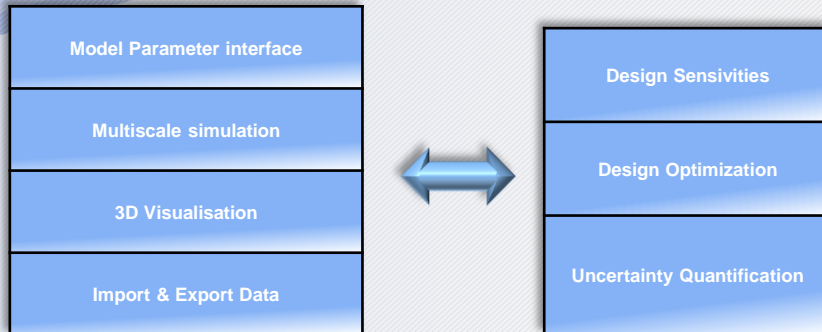 Model Parameter interface
Multiscale simulation
3D Visualisation
Import & Export Data
Design Sensivities
Design Optimization
Uncertainty Quantification